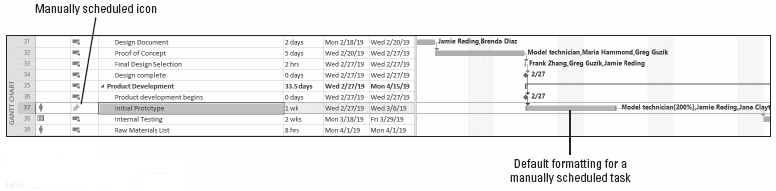 Manually scheduled icon
31 Design Document 2 days Mon 2/18/19 Wed 2/20/19 Jamie Reding,Brenda Diaz
32 Proof of Concept 5 days Wed 2/20/19 Wed 2/27/19 Model technician,Maria Hammond,Greg Guzik
33 Final Design Selection 2 hrs Wed 2/27/19 Wed 2/27/19 Frank Zhang,Greg Guzik,Jamie Reding
34 Design complete 0 days Wed 2/27/19 Wed 2/27/19 2/27
35 Product Development 33.5 days Wed 2/27/19 Mon 4/15/19
36 Product development begins 0 days Wed 2/27/19 Wed 2/27/19 2/27
37 Initial Prototype 1 wk Wed 2/27/19 Wed 3/6/19 Model technician[200%],Jamie Reding,Jane Clayt
38 Internal Testing 2 wks Mon 3/18/19 Fri 3/29/19
39 Raw Materials List 8 hrs Mon 4/1/19 Mon 4/1/19
GANTT CHART
Default formatting for a
manually scheduled task